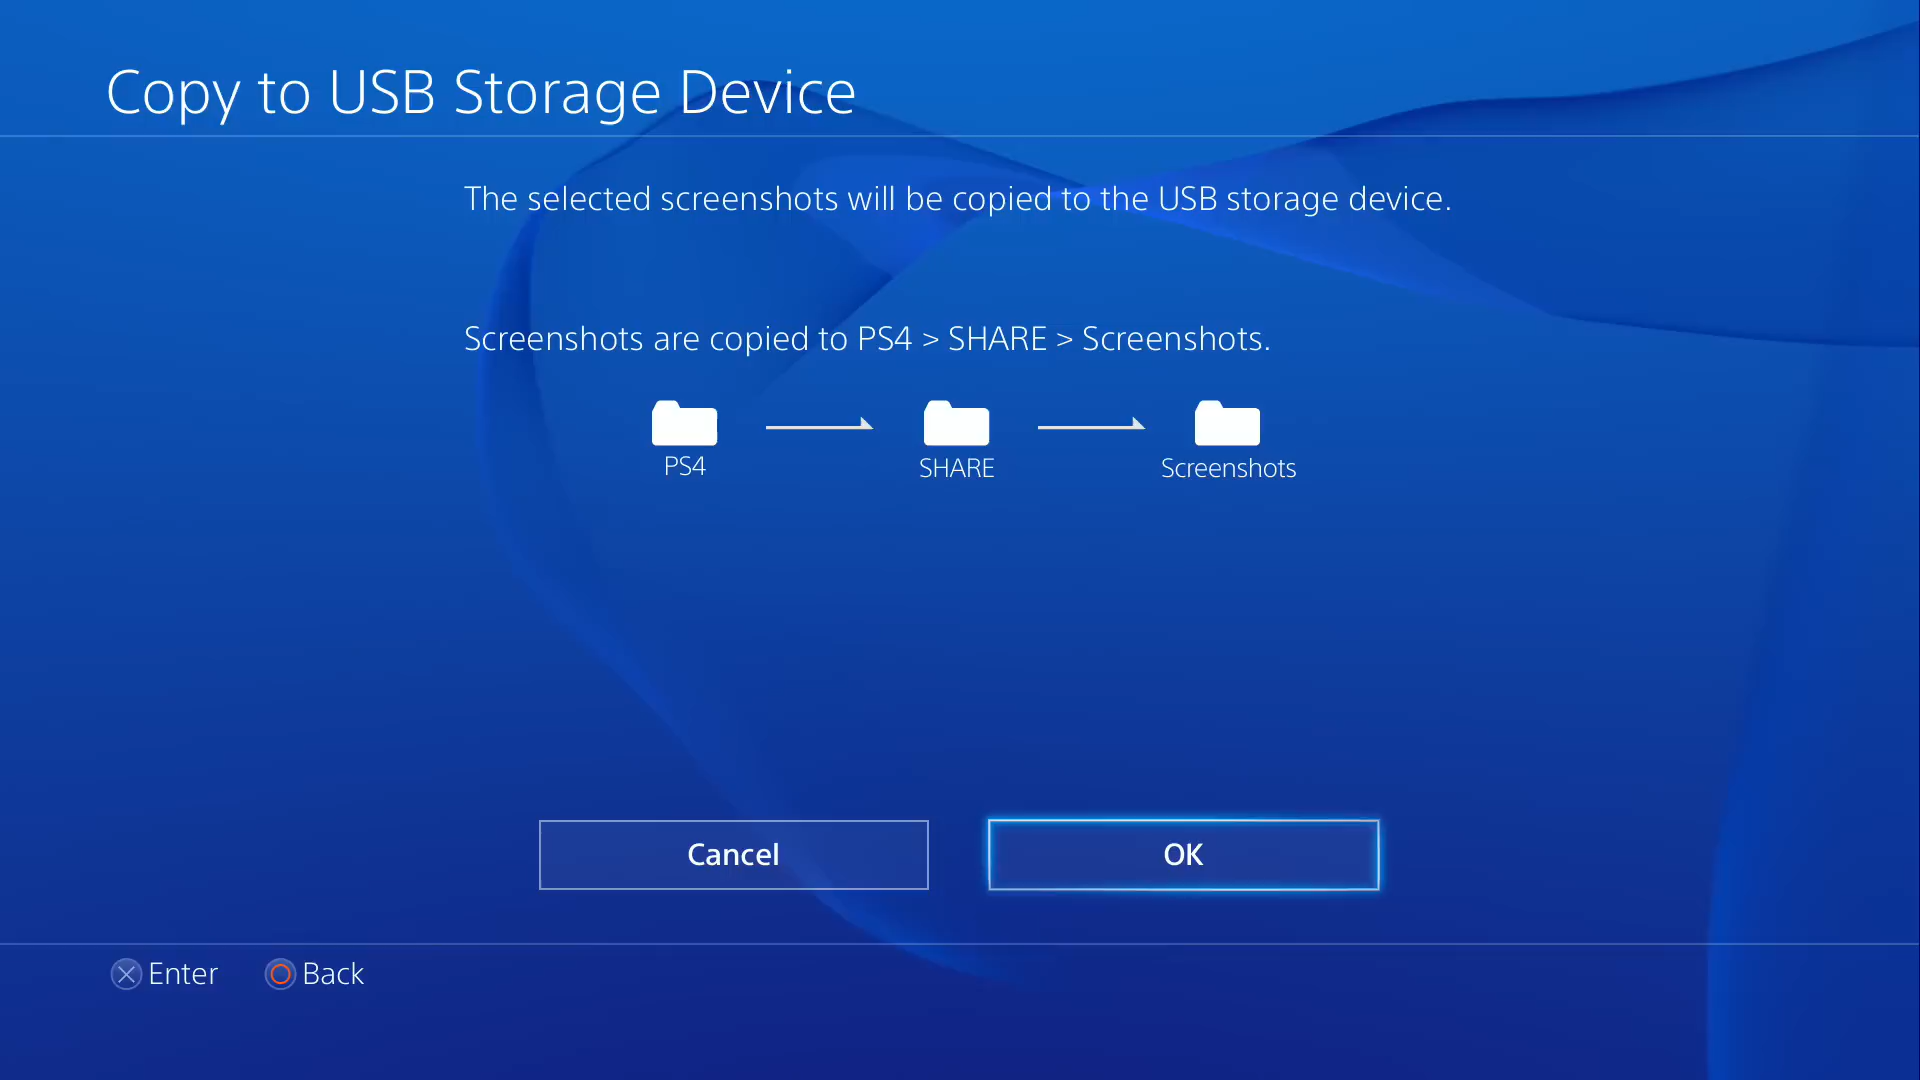 Copy to USB Storage Device
The selected screenshots will be copied to the USB storage device.
Screenshots are copied to PS4 > SHARE > Screenshots.
PS4 SHARE Screenshots
Cancel OK
Enter Back